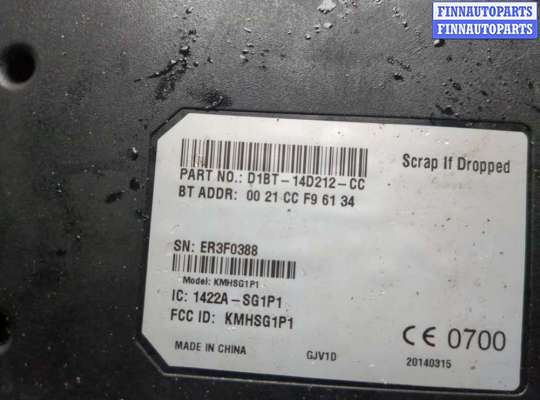 FINNAUTOPARTS
FINNAUTOPARTS
Scrap If Dropped
PART NO.: D1BT-14D212-CC
BT ADDR: 00 21 CC F9 61 34
SN: ER3F0388
Model: KMHSG1P1
IC: 1422A-SG1P1
FCC ID: KMHSG1P1
CE 0700
MADE IN CHINA
GJV1D
20140315